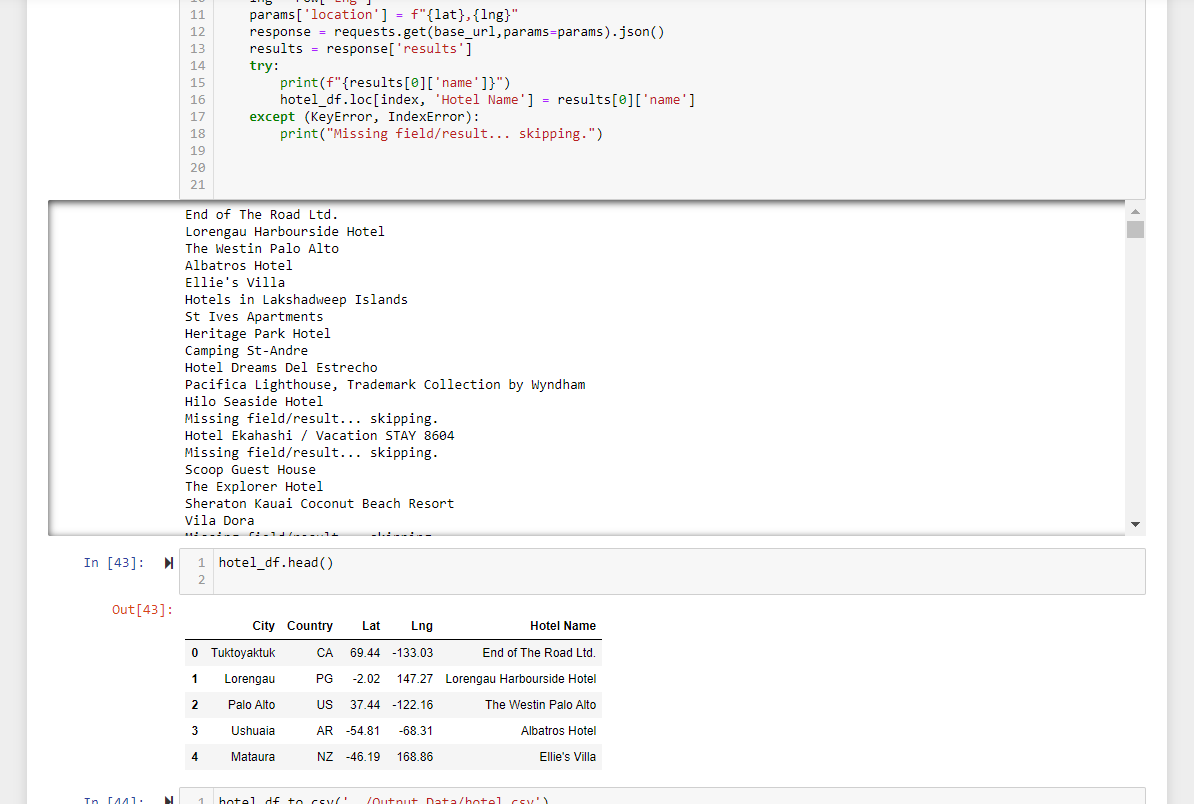 11 params['location'] = f"{lat},{lng}"
12 response = requests.get(base_url,params=params).json()
13 results = response['results']
14 try:
15 print(f"{results[0]['name']}")
16 hotel_df.loc[index, 'Hotel Name'] = results[0]['name']
17 except (KeyError, IndexError):
18 print("Missing field/result... skipping.")
19
20
21
End of The Road Ltd.
Lorengau Harbourside Hotel
The Westin Palo Alto
Albatros Hotel
Ellie's Villa
Hotels in Lakshadweep Islands
St Ives Apartments
Heritage Park Hotel
Camping St-Andre
Hotel Dreams Del Estrecho
Pacifica Lighthouse, Trademark Collection by Wyndham
Hilo Seaside Hotel
Missing field/result... skipping.
Hotel Ekahashi / Vacation STAY 8604
Missing field/result... skipping.
Scoop Guest House
The Explorer Hotel
Sheraton Kauai Coconut Beach Resort
Vila Dora
Missing field/result... skipping.
In [43]: 1 hotel_df.head()
2
Out[43]:
City Country Lat Lng Hotel Name
0 Tuktoyaktuk CA 69.44 -133.03 End of The Road Ltd.
1 Lorengau PG -2.02 147.27 Lorengau Harbourside Hotel
2 Palo Alto US 37.44 -122.16 The Westin Palo Alto
3 Ushuaia AR -54.81 -68.31 Albatros Hotel
4 Mataura NZ -46.19 168.86 Ellie's Villa
In [44]: 1 hotel_df.to_csv('../Output_Data/hotel.csv')